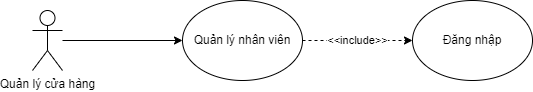 Quản lý nhân viên
<<include>>
Đăng nhập
Quản lý cửa hàng